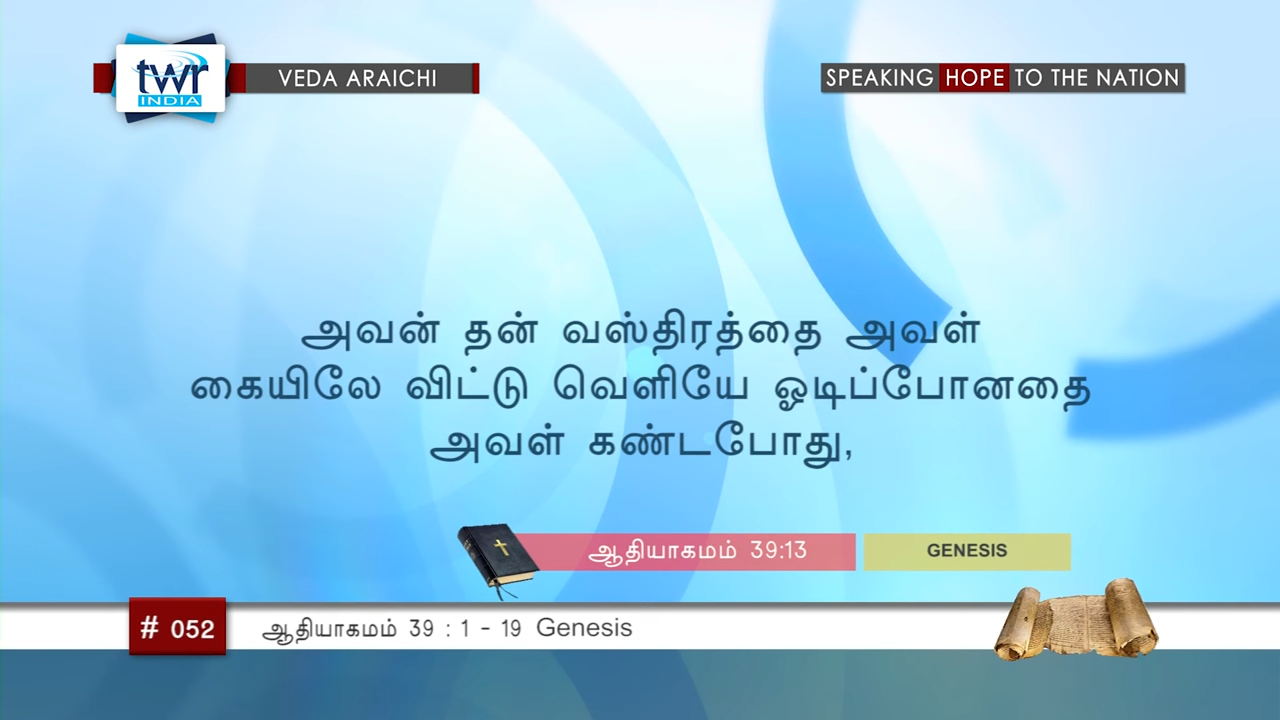 twr
INDIA
VEDA ARAICHI
SPEAKING HOPE TO THE NATION
அவன் தன் வஸ்திரத்தை அவள்
கையிலே விட்டு வெளியே ஓடிப்போனதை
அவள் கண்டபோது,
ஆதியாகமம் 39:13
GENESIS
# 052
ஆதியாகமம் 39 : 1 - 19 Genesis